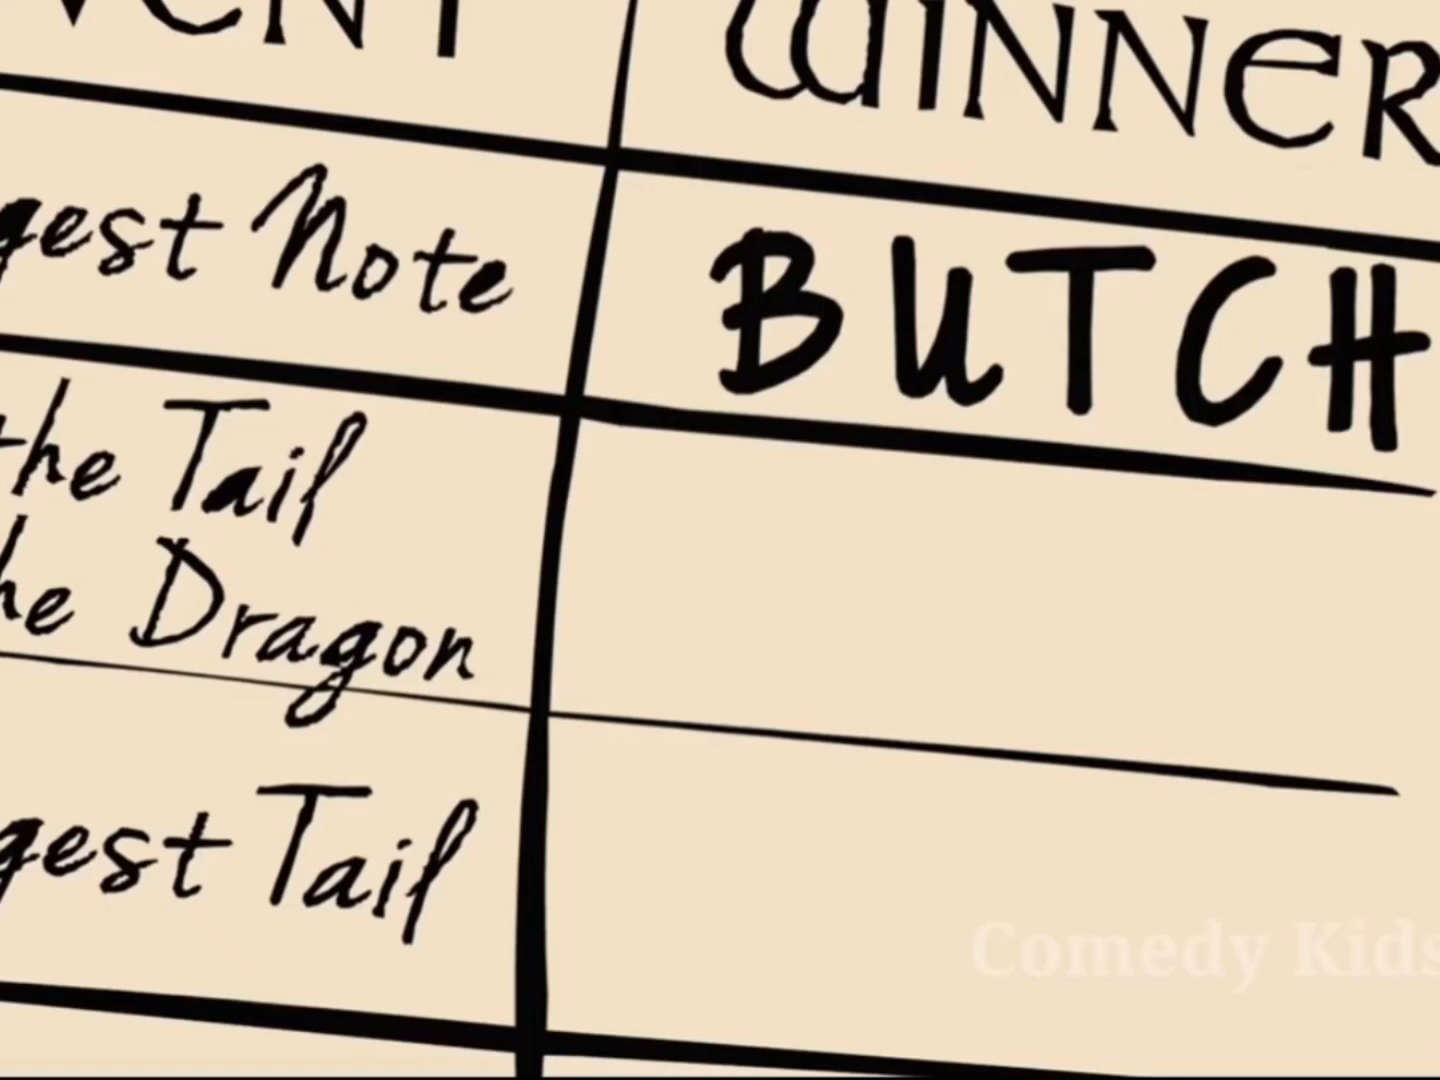 WINNER
gest Note
BUTCH
the Tail
he Dragon
gest Tail
Comedy Kids